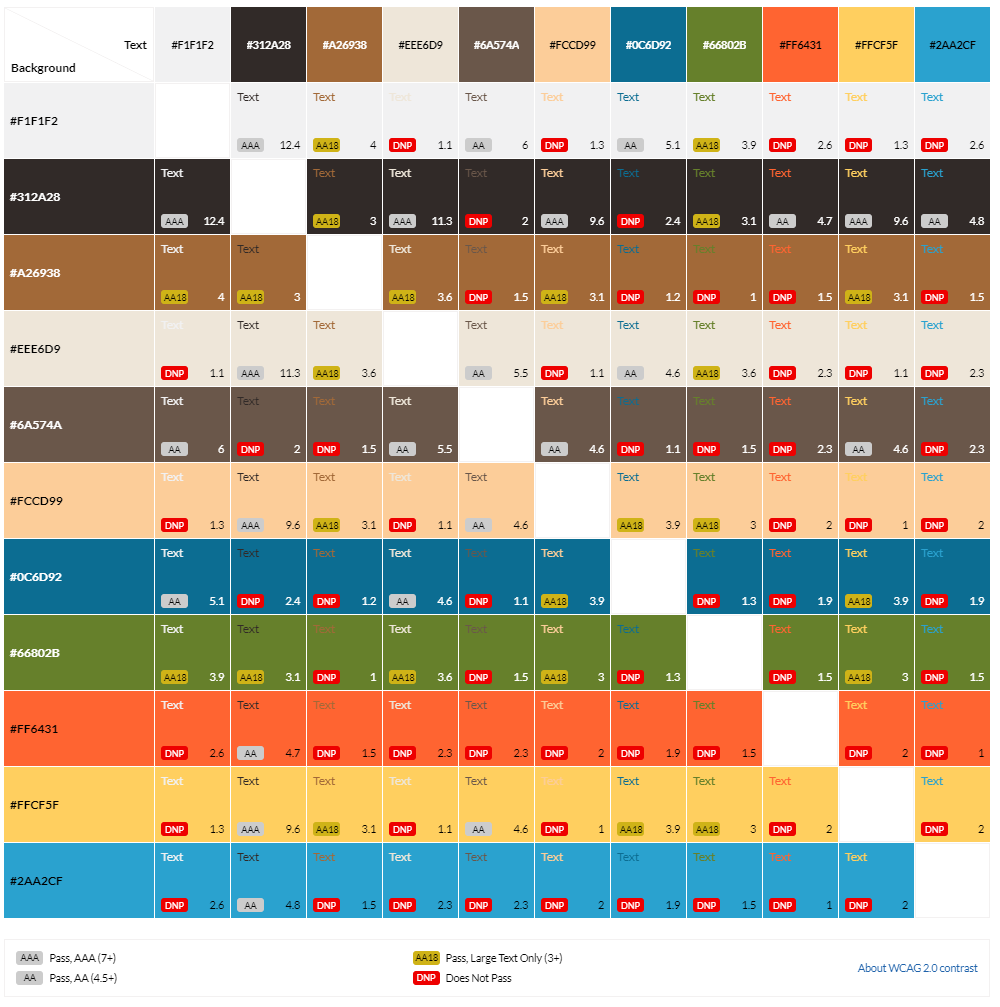 Text #F1F1F2 #312A28 #A26938 #EEE6D9 #6A574A #FCCD99 #0C6D92 #66802B #FF6431 #FFCF5F #2AA2CF
Background
Text Text Text Text Text Text Text Text Text Text
#F1F1F2
AAA 12.4 AA18 4 DNP 1.1 AA 6 DNP 1.3 AA 5.1 AA18 3.9 DNP 2.6 DNP 1.3 DNP 2.6
Text Text Text Text Text Text Text Text Text Text
#312A28
AAA 12.4 AA18 3 AAA 11.3 DNP 2 AAA 9.6 DNP 2.4 AA18 3.1 AA 4.7 AAA 9.6 AA 4.8
Text Text Text Text Text Text Text Text Text Text
#A26938
AA18 4 AA18 3 AA18 3.6 DNP 1.5 AA18 3.1 DNP 1.2 DNP 1 DNP 1.5 AA18 3.1 DNP 1.5
Text Text Text Text Text Text Text Text Text Text
#EEE6D9
DNP 1.1 AAA 11.3 AA18 3.6 AA 5.5 DNP 1.1 AA 4.6 AA18 3.6 DNP 2.3 DNP 1.1 DNP 2.3
Text Text Text Text Text Text Text Text Text Text
#6A574A
AA 6 DNP 2 DNP 1.5 AA 5.5 AA 4.6 DNP 1.1 DNP 1.5 DNP 2.3 AA 4.6 DNP 2.3
Text Text Text Text Text Text Text Text Text Text
#FCCD99
DNP 1.3 AAA 9.6 AA18 3.1 DNP 1.1 AA 4.6 AA18 3.9 AA18 3 DNP 2 DNP 1 DNP 2
Text Text Text Text Text Text Text Text Text Text
#0C6D92
AA 5.1 DNP 2.4 DNP 1.2 AA 4.6 DNP 1.1 AA18 3.9 DNP 1.3 DNP 1.9 AA18 3.9 DNP 1.9
Text Text Text Text Text Text Text Text Text Text
#66802B
AA18 3.9 AA18 3.1 DNP 1 AA18 3.6 DNP 1.5 AA18 3 DNP 1.3 DNP 1.5 AA18 3 DNP 1.5
Text Text Text Text Text Text Text Text Text Text
#FF6431
DNP 2.6 AA 4.7 DNP 1.5 DNP 2.3 DNP 2.3 DNP 2 DNP 1.9 DNP 1.5 DNP 2 DNP 1
Text Text Text Text Text Text Text Text Text Text
#FFCF5F
DNP 1.3 AAA 9.6 AA18 3.1 DNP 1.1 AA 4.6 DNP 1 AA18 3.9 AA18 3 DNP 2 DNP 2
Text Text Text Text Text Text Text Text Text Text
#2AA2CF
DNP 2.6 AA 4.8 DNP 1.5 DNP 2.3 DNP 2.3 DNP 2 DNP 1.9 DNP 1.5 DNP 1 DNP 2
AAA Pass, AAA (7+) AA18 Pass, Large Text Only (3+)
About WCAG 2.0 contrast
AA Pass, AA (4.5+) DNP Does Not Pass